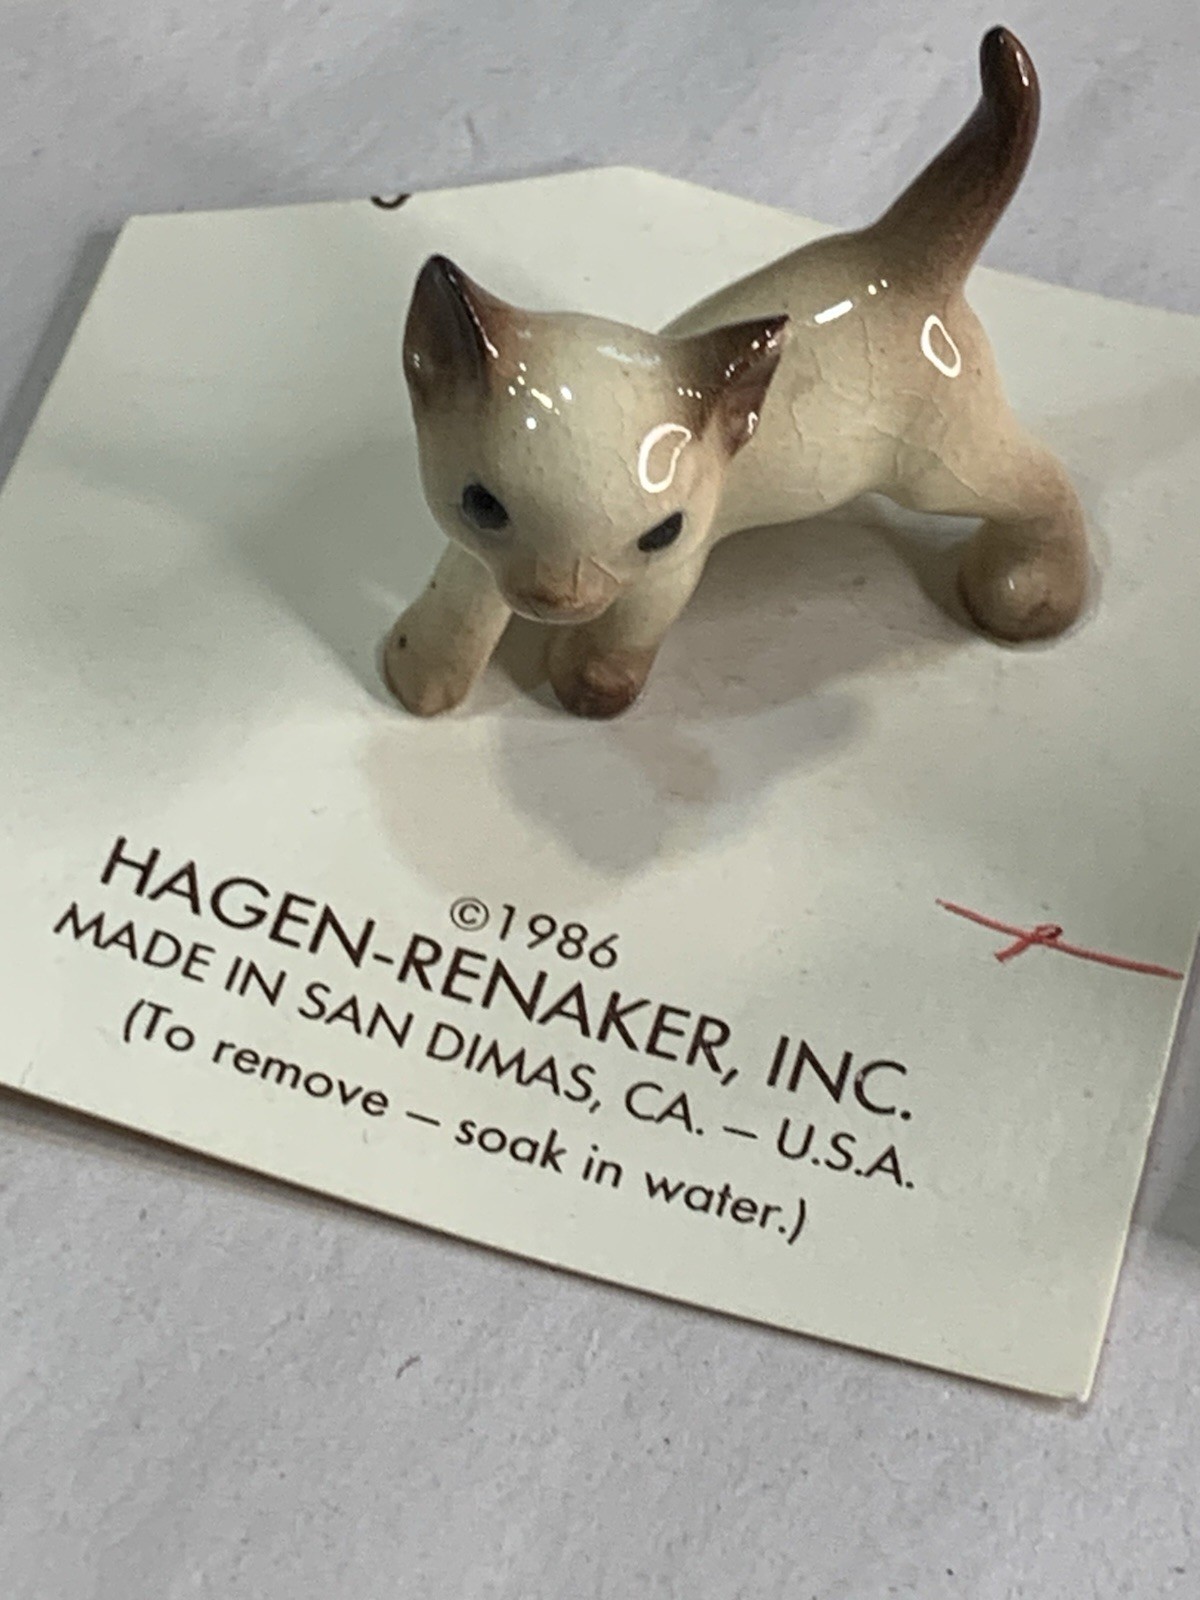 ©1986
HAGEN-RENAKER, INC.
MADE IN SAN DIMAS, CA. – U.S.A.
(To remove – soak in water.)